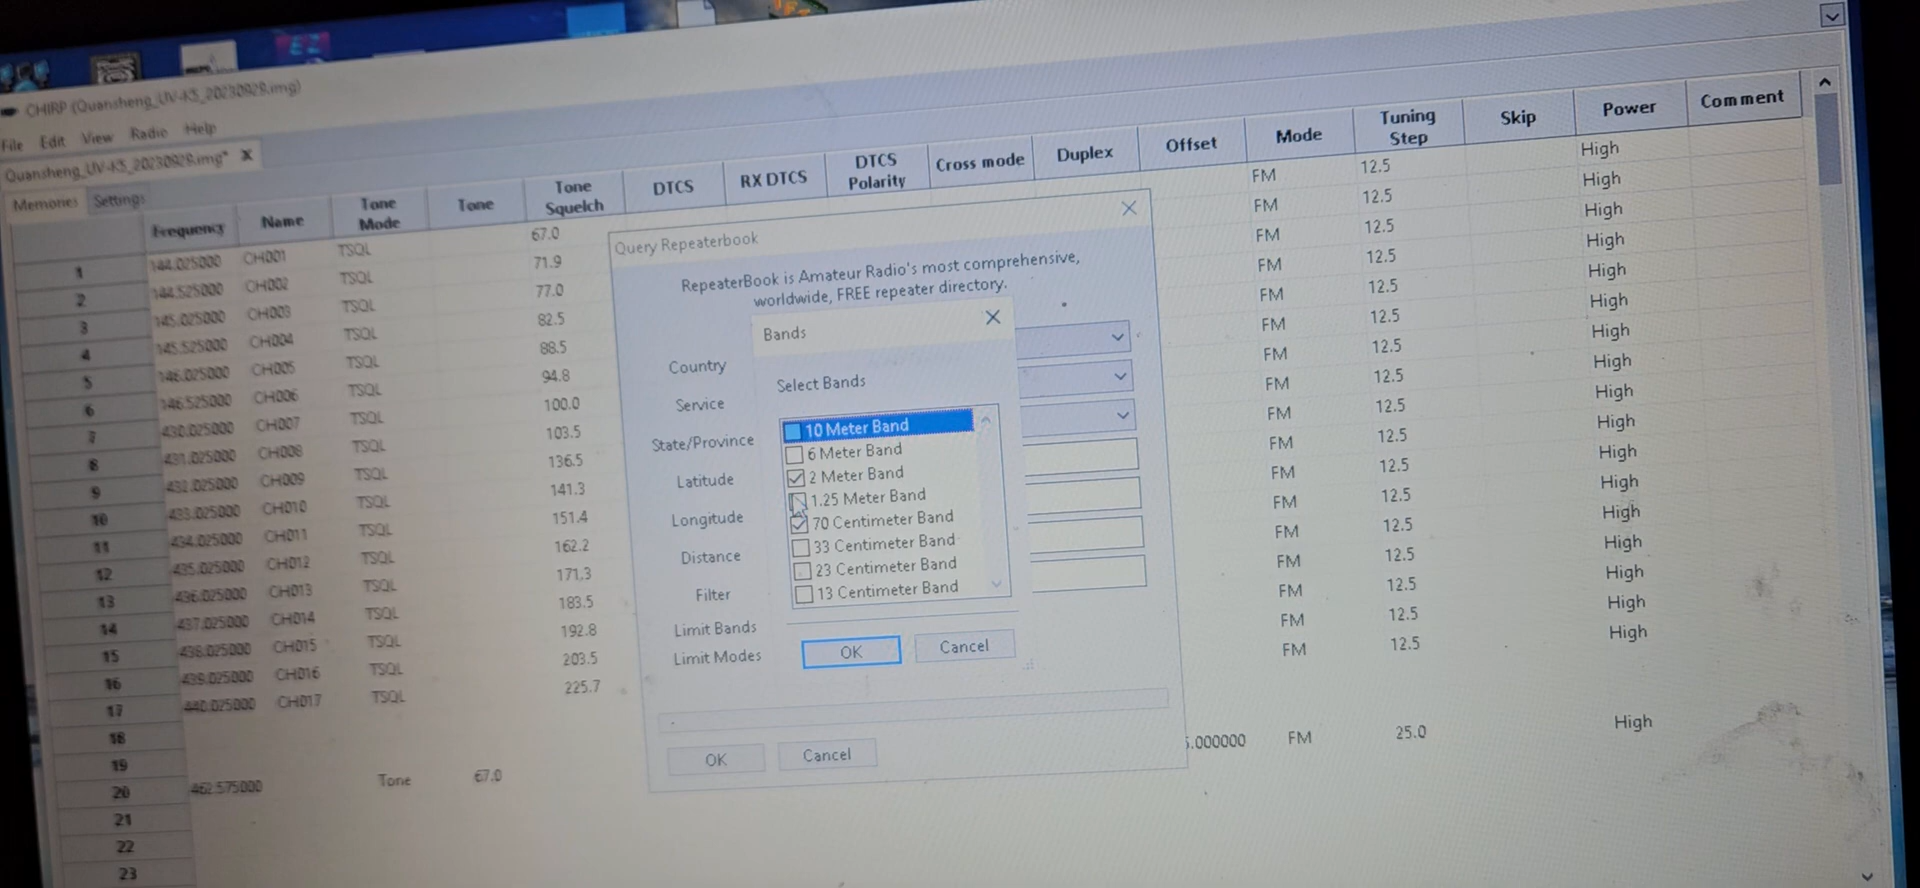 CHIRP (Quansheng_UV-K5_20230928.img)
File Edit View Radio Help
Quansheng_UV-K5_20230928.img* X
Memories Settings
Frequency Name Tone Mode Tone Tone Squelch DTCS RX DTCS DTCS Polarity Cross mode Duplex Offset Mode Tuning Step Skip Power Comment
1 144.025000 CH001 TSQL 67.0 FM 12.5 High
2 144.525000 CH002 TSQL 71.9 FM 12.5 High
3 145.025000 CH003 TSQL 77.0 FM 12.5 High
4 145.525000 CH004 TSQL 82.5 FM 12.5 High
5 146.025000 CH005 TSQL 88.5 FM 12.5 High
6 146.525000 CH006 TSQL 94.8 FM 12.5 High
7 430.025000 CH007 TSQL 100.0 FM 12.5 High
8 431.025000 CH008 TSQL 103.5 FM 12.5 High
9 432.025000 CH009 TSQL 136.5 FM 12.5 High
10 433.025000 CH010 TSQL 141.3 FM 12.5 High
11 434.025000 CH011 TSQL 151.4 FM 12.5 High
12 435.025000 CH012 TSQL 162.2 FM 12.5 High
13 436.025000 CH013 TSQL 171.3 FM 12.5 High
14 437.025000 CH014 TSQL 183.5 FM 12.5 High
15 438.025000 CH015 TSQL 192.8 FM 12.5 High
16 439.025000 CH016 TSQL 203.5 FM 12.5 High
17 440.025000 CH017 TSQL 225.7 FM 12.5 High
18
19
20 462.575000 Tone 67.0 5.000000 FM 25.0 High
21
22
23
Query Repeaterbook
RepeaterBook is Amateur Radio's most comprehensive,
worldwide, FREE repeater directory.
Country
Service
State/Province
Latitude
Longitude
Distance
Filter
Limit Bands
Limit Modes
OK Cancel
Bands
Select Bands
10 Meter Band
6 Meter Band
2 Meter Band
1.25 Meter Band
70 Centimeter Band
33 Centimeter Band
23 Centimeter Band
13 Centimeter Band
OK Cancel